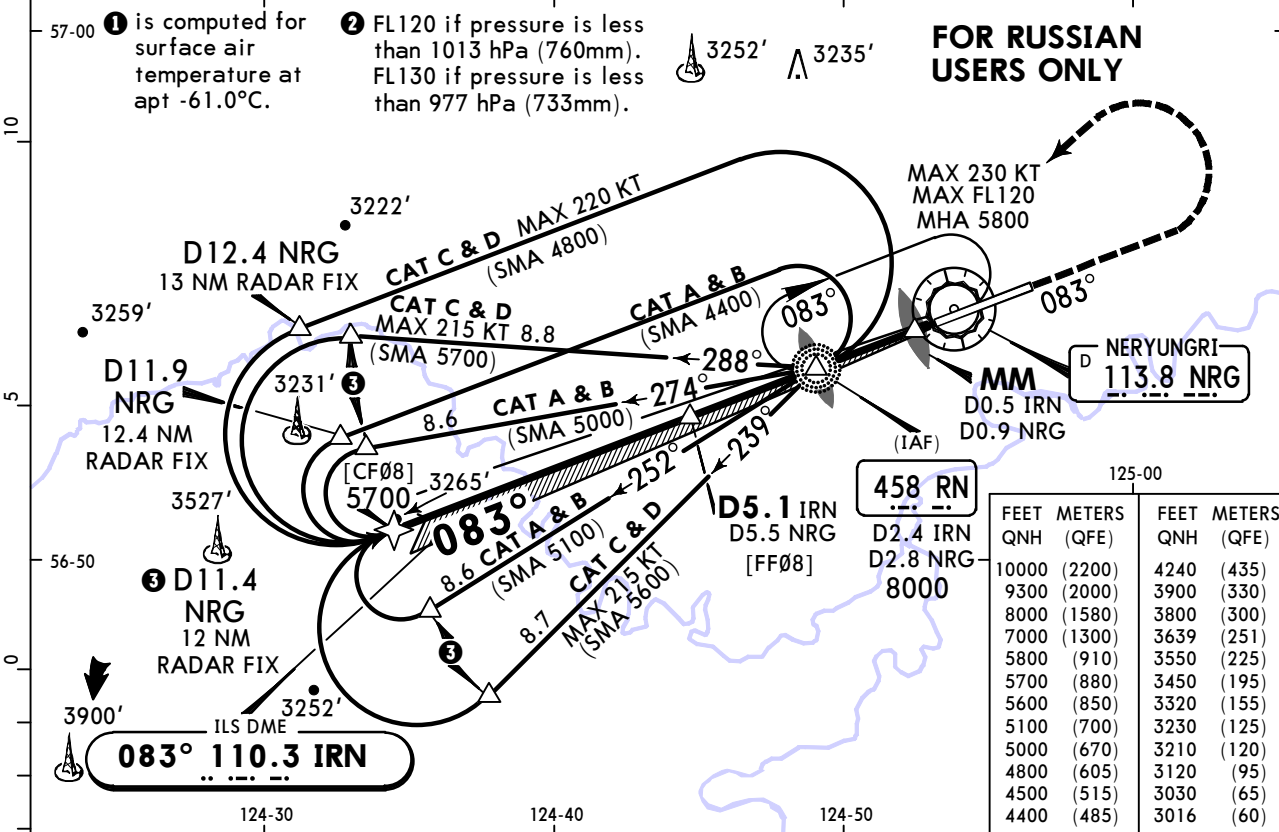 57-00
❶ is computed for
surface air
temperature at
apt -61.0°C.
❷ FL120 if pressure is less
than 1013 hPa (760mm).
FL130 if pressure is less
than 977 hPa (733mm).
3252'
3235'
FOR RUSSIAN
USERS ONLY
10
MAX 230 KT
MAX FL120
MHA 5800
3222'
D12.4 NRG
13 NM RADAR FIX
CAT C & D MAX 220 KT
(SMA 4800)
3259'
CAT C & D
MAX 215 KT 8.8
(SMA 5700)
CAT A & B
(SMA 4400)
083°
083°
288°
D11.9
NRG
12.4 NM
RADAR FIX
3231'
❸
274°
CAT A & B
8.6
(SMA 5000)
5
NERYUNGRI
D 113.8 NRG
MM
D0.5 IRN
D0.9 NRG
239°
252°
(IAF)
458 RN
D2.4 IRN
D2.8 NRG
8000
[CFØ8]
5700
3265'
083°
3527'
D5.1 IRN
D5.5 NRG
[FFØ8]
125-00
56-50
8.6 CAT A & B
(SMA 5100)
CAT C & D
8.7 MAX 215 KT
(SMA 5600)
❸ D11.4
NRG
12 NM
RADAR FIX
❸
0
3252'
3900'
ILS DME
083° 110.3 IRN
FEET METERS FEET METERS
QNH (QFE) QNH (QFE)
10000 (2200) 4240 (435)
9300 (2000) 3900 (330)
8000 (1580) 3800 (300)
7000 (1300) 3639 (251)
5800 (910) 3550 (225)
5700 (880) 3450 (195)
5600 (850) 3320 (155)
5100 (700) 3230 (125)
5000 (670) 3210 (120)
4800 (605) 3120 (95)
4500 (515) 3030 (65)
4400 (485) 3016 (60)
124-30
124-40
124-50